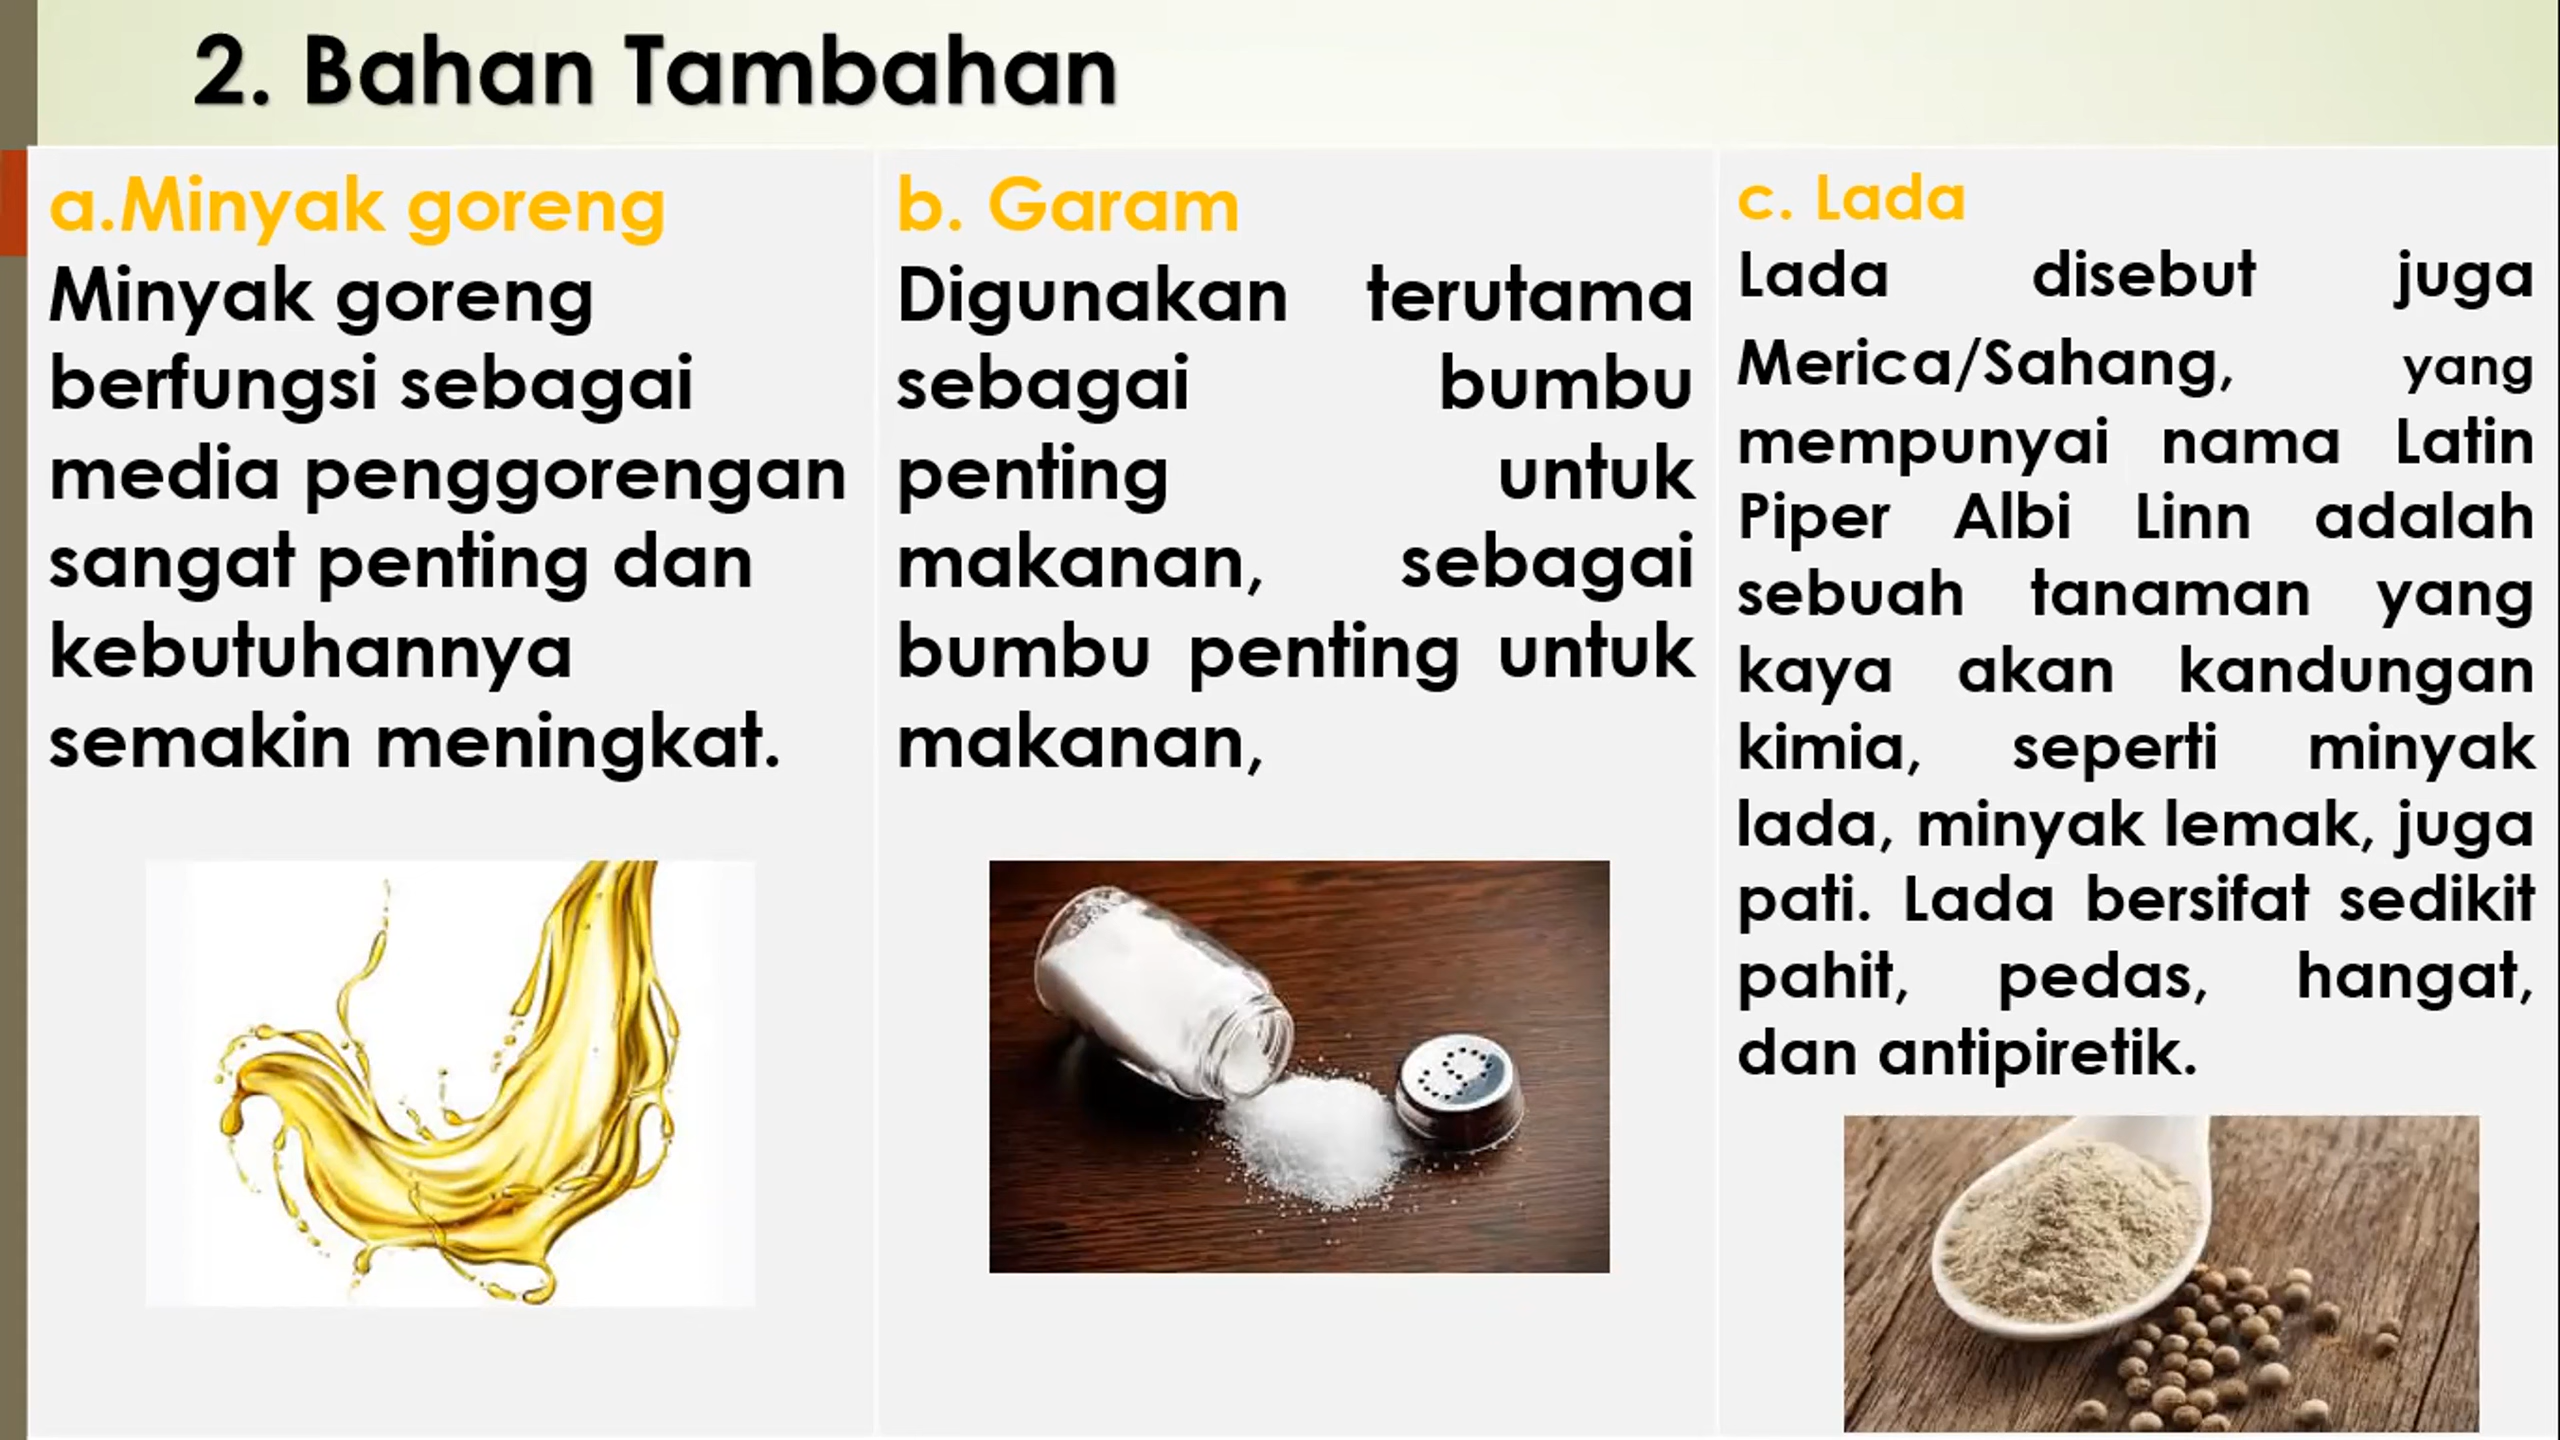 2. Bahan Tambahan
a.Minyak goreng
Minyak goreng
berfungsi sebagai
media penggorengan
sangat penting dan
kebutuhannya
semakin meningkat.
b. Garam
Digunakan terutama
sebagai bumbu
penting untuk
makanan, sebagai
bumbu penting untuk
makanan,
c. Lada
Lada disebut juga
Merica/Sahang, yang
mempunyai nama Latin
Piper Albi Linn adalah
sebuah tanaman yang
kaya akan kandungan
kimia, seperti minyak
lada, minyak lemak, juga
pati. Lada bersifat sedikit
pahit, pedas, hangat,
dan antipiretik.